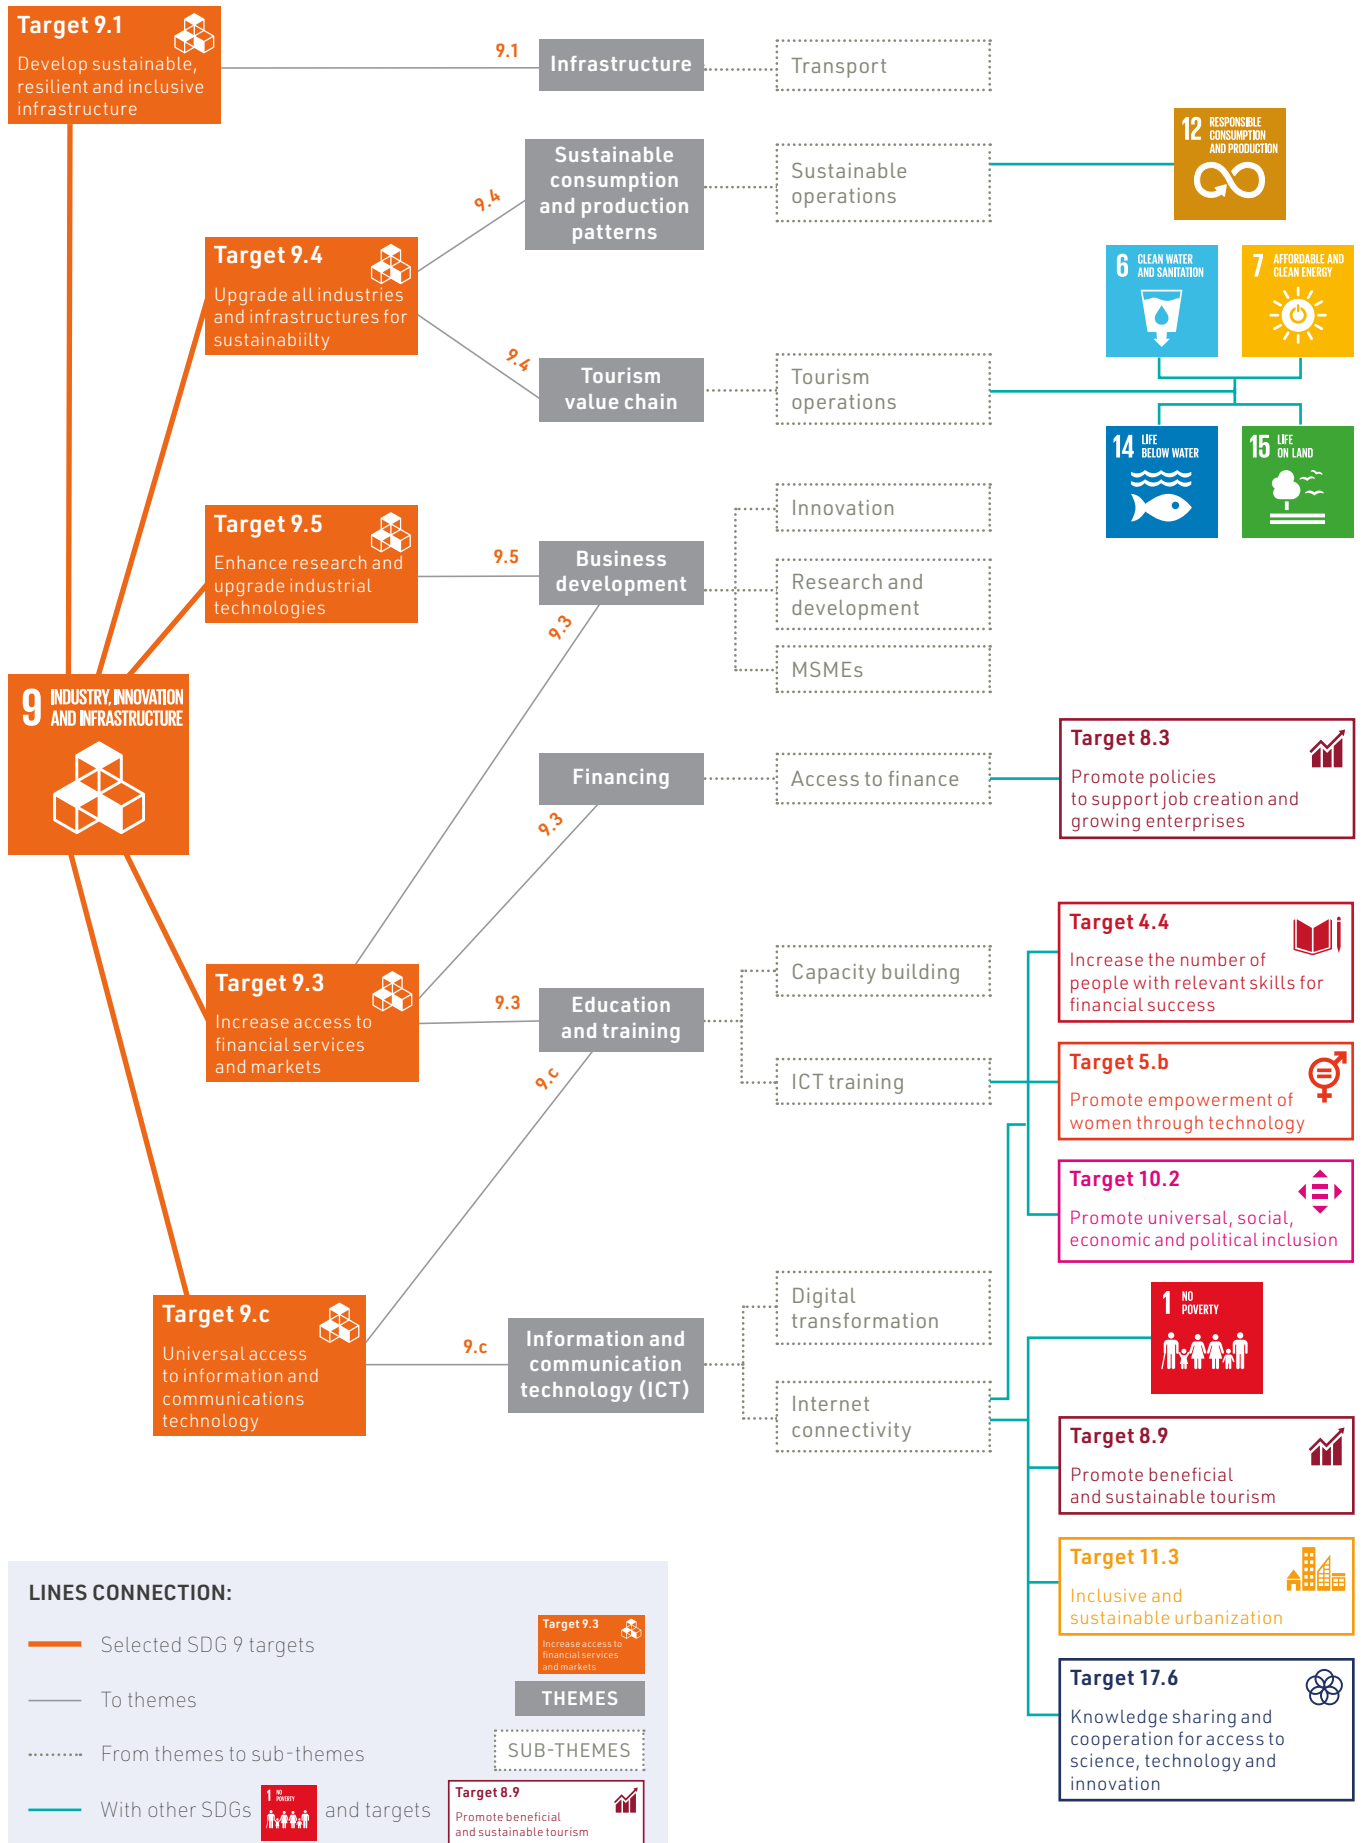 Target 9.1
Develop sustainable,
resilient and inclusive
infrastructure
9.1
Infrastructure
Transport
Sustainable
consumption
and production
patterns
9.4
Sustainable
operations
12 RESPONSIBLE
CONSUMPTION
AND PRODUCTION
Target 9.4
Upgrade all industries
and infrastructures for
sustainabiilty
9.4
Tourism
value chain
Tourism
operations
6 CLEAN WATER
AND SANITATION
7 AFFORDABLE AND
CLEAN ENERGY
14 LIFE
BELOW WATER
15 LIFE
ON LAND
Target 9.5
Enhance research and
upgrade industrial
technologies
9.5
Business
development
Innovation
Research and
development
MSMEs
9.3
9 INDUSTRY, INNOVATION
AND INFRASTRUCTURE
Financing
Access to finance
9.3
Target 8.3
Promote policies
to support job creation and
growing enterprises
Target 9.3
Increase access to
financial services
and markets
9.3
Education
and training
Capacity building
ICT training
9.c
Target 4.4
Increase the number of
people with relevant skills for
financial success
Target 5.b
Promote empowerment of
women through technology
Target 10.2
Promote universal, social,
economic and political inclusion
Target 9.c
Universal access
to information and
communications
technology
9.c
Information and
communication
technology (ICT)
Digital
transformation
Internet
connectivity
1 NO
POVERTY
Target 8.9
Promote beneficial
and sustainable tourism
Target 11.3
Inclusive and
sustainable urbanization
Target 17.6
Knowledge sharing and
cooperation for access to
science, technology and
innovation
LINES CONNECTION:
Selected SDG 9 targets
Target 9.3
Increase access to
financial services
and markets
To themes
THEMES
From themes to sub-themes
SUB-THEMES
With other SDGs
1 NO
POVERTY
and targets
Target 8.9
Promote beneficial
and sustainable tourism